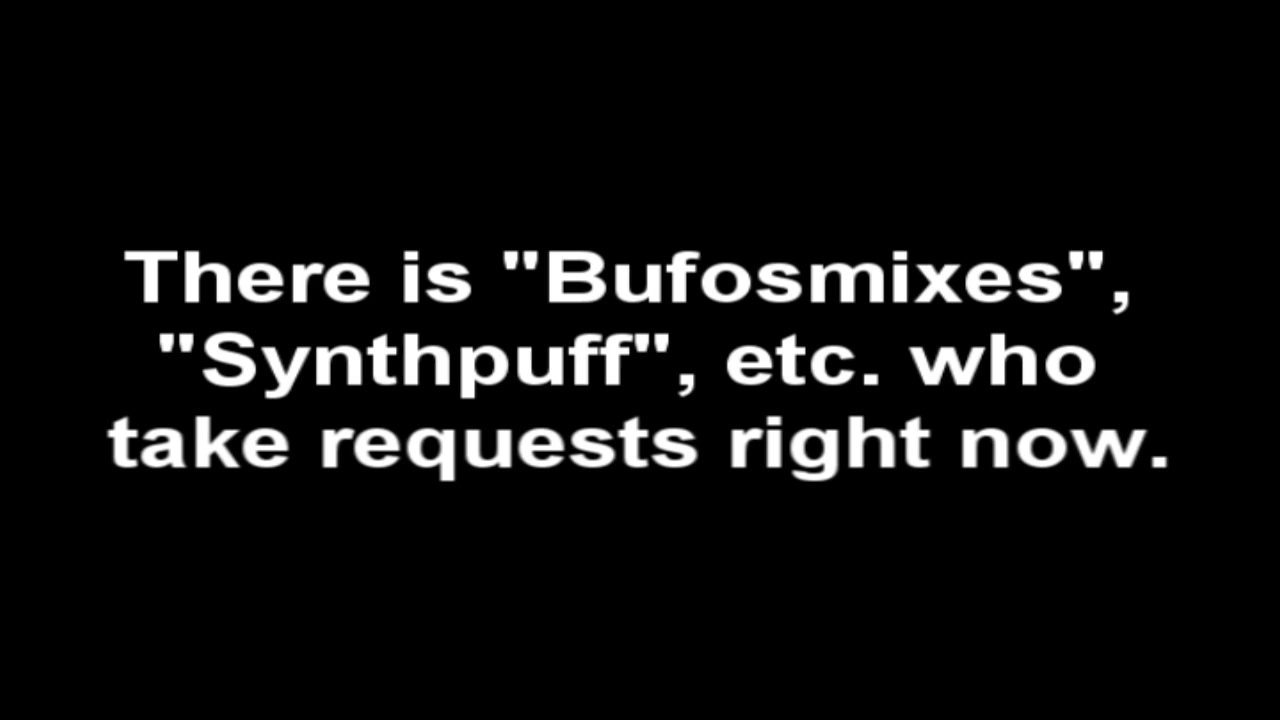 There is "Bufosmixes",
"Synthpuff", etc. who
take requests right now.